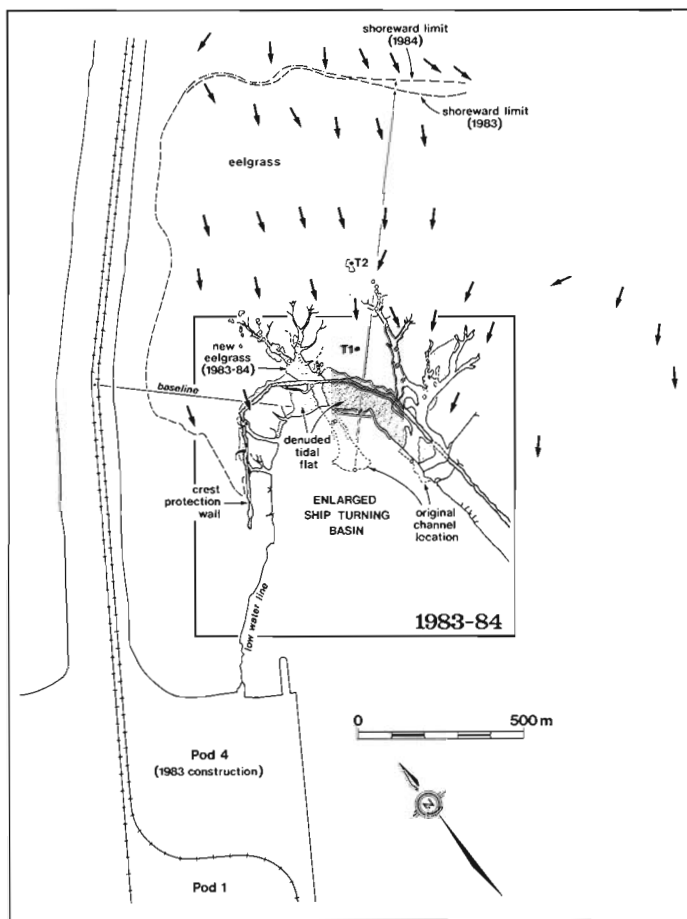 shoreward limit
(1984)
shoreward limit
(1983)
eelgrass
T2
new
eelgrass
(1983-84)
T1
baseline
denuded
tidal
flat
crest
protection
wall
ENLARGED
SHIP TURNING
BASIN
original
channel
location
low water line
1983-84
0
500 m
Pod 4
(1983 construction)
N
Pod 1